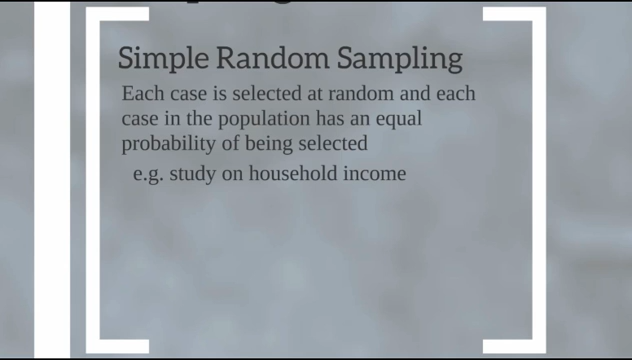 Simple Random Sampling
Each case is selected at random and each
case in the population has an equal
probability of being selected
e.g. study on household income